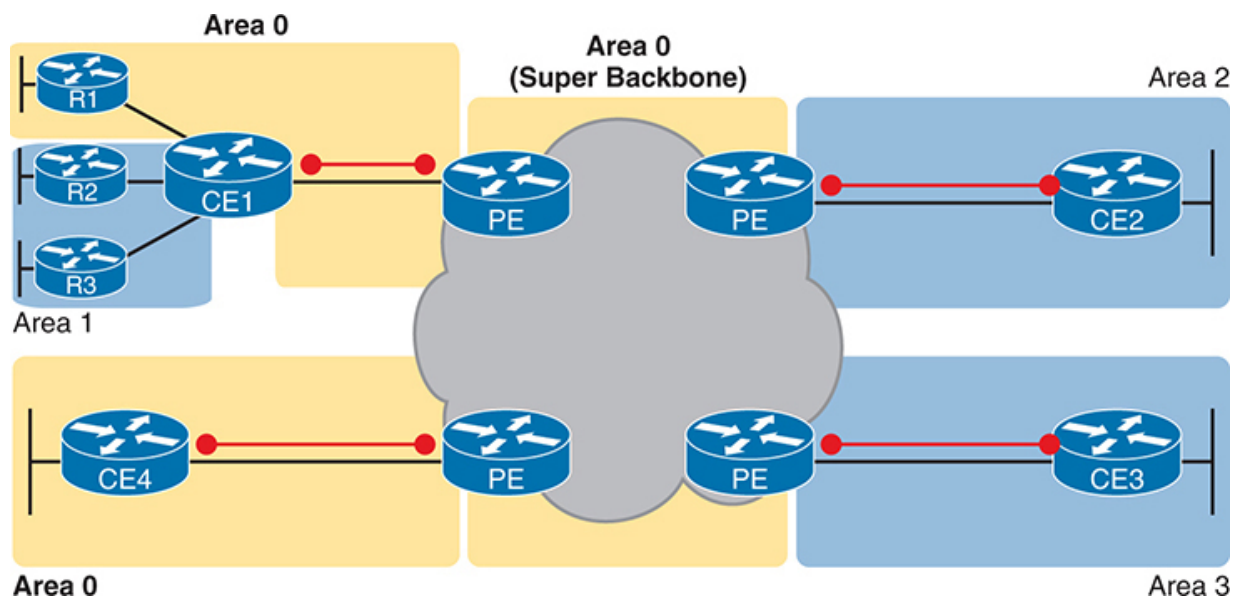 Area 0
Area 0
(Super Backbone)
Area 2
R1
R2
CE1
PE
PE
CE2
R3
Area 1
CE4
PE
PE
CE3
Area 0
Area 3